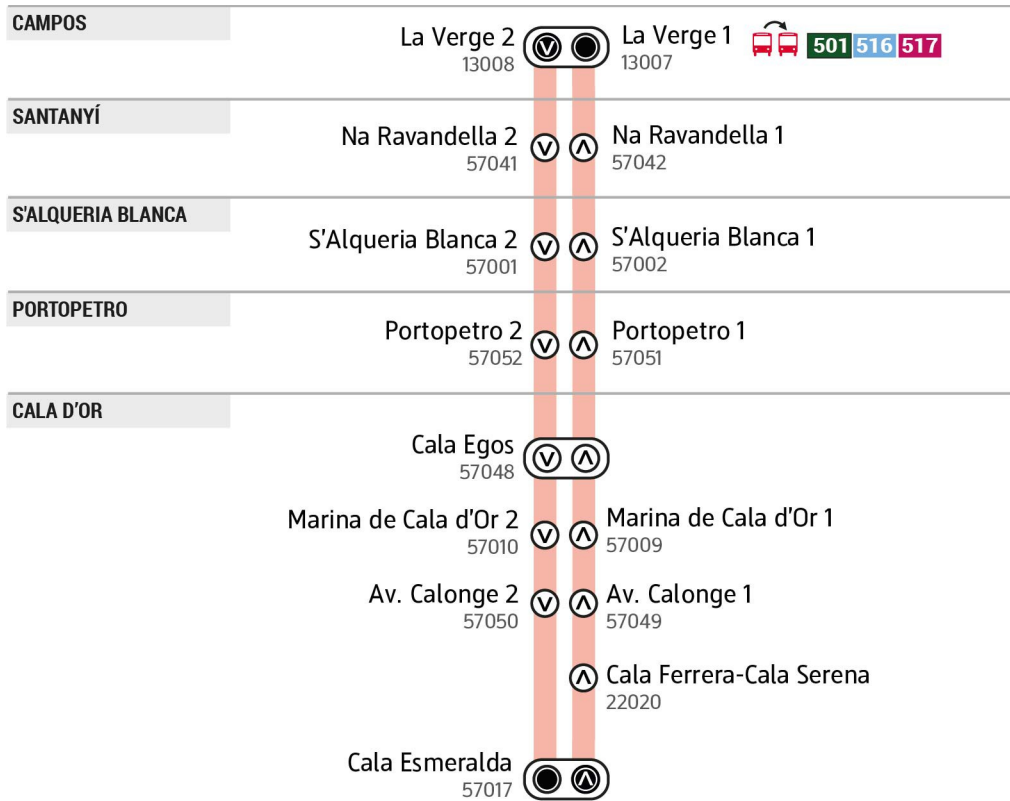 CAMPOS
La Verge 2
13008
La Verge 1
13007
501 516 517
SANTANYÍ
Na Ravandella 2
57041
Na Ravandella 1
57042
S'ALQUERIA BLANCA
S'Alqueria Blanca 2
57001
S'Alqueria Blanca 1
57002
PORTOPETRO
Portopetro 2
57052
Portopetro 1
57051
CALA D'OR
Cala Egos
57048
Marina de Cala d'Or 2
57010
Marina de Cala d'Or 1
57009
Av. Calonge 2
57050
Av. Calonge 1
57049
Cala Ferrera-Cala Serena
22020
Cala Esmeralda
57017